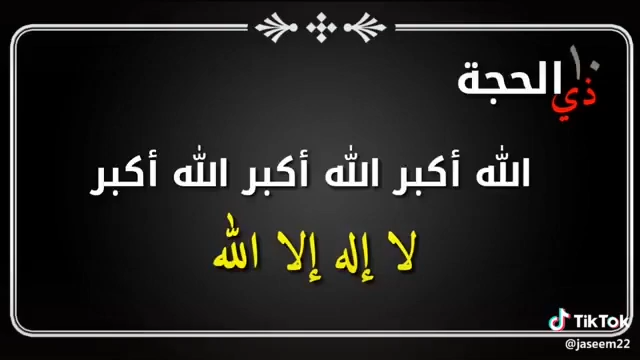 ١٠
ذي الحجة
الله أكبر الله أكبر الله أكبر
لا إله إلا الله
TikTok
@jaseem22